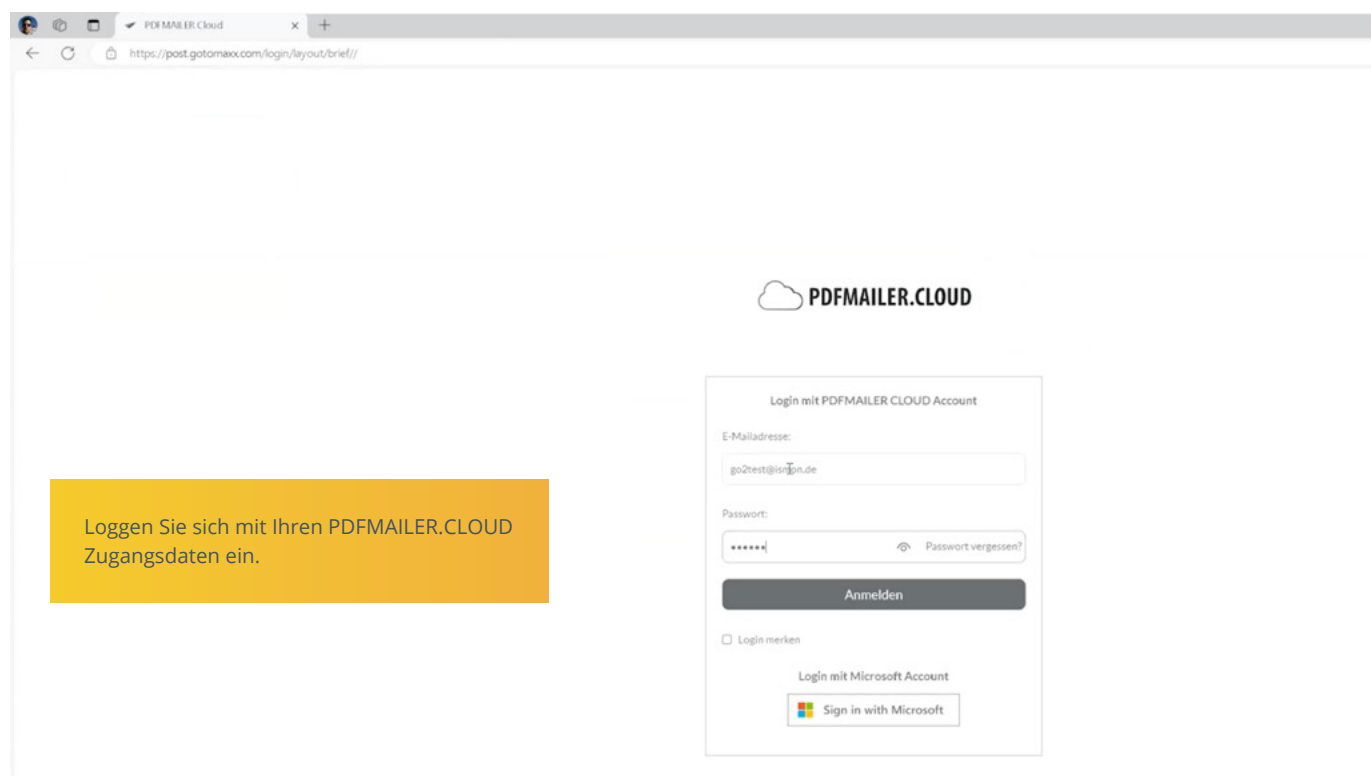 PDFMAILER.Cloud
https://post.gotomaxx.com/login/layout/brief//
PDFMAILER.CLOUD
Login mit PDFMAILER CLOUD Account
E-Mailadresse:
Passwort:
•••••• Passwort vergessen?
Anmelden
Login merken
Login mit Microsoft Account
Sign in with Microsoft
Loggen Sie sich mit Ihren PDFMAILER.CLOUD
Zugangsdaten ein.